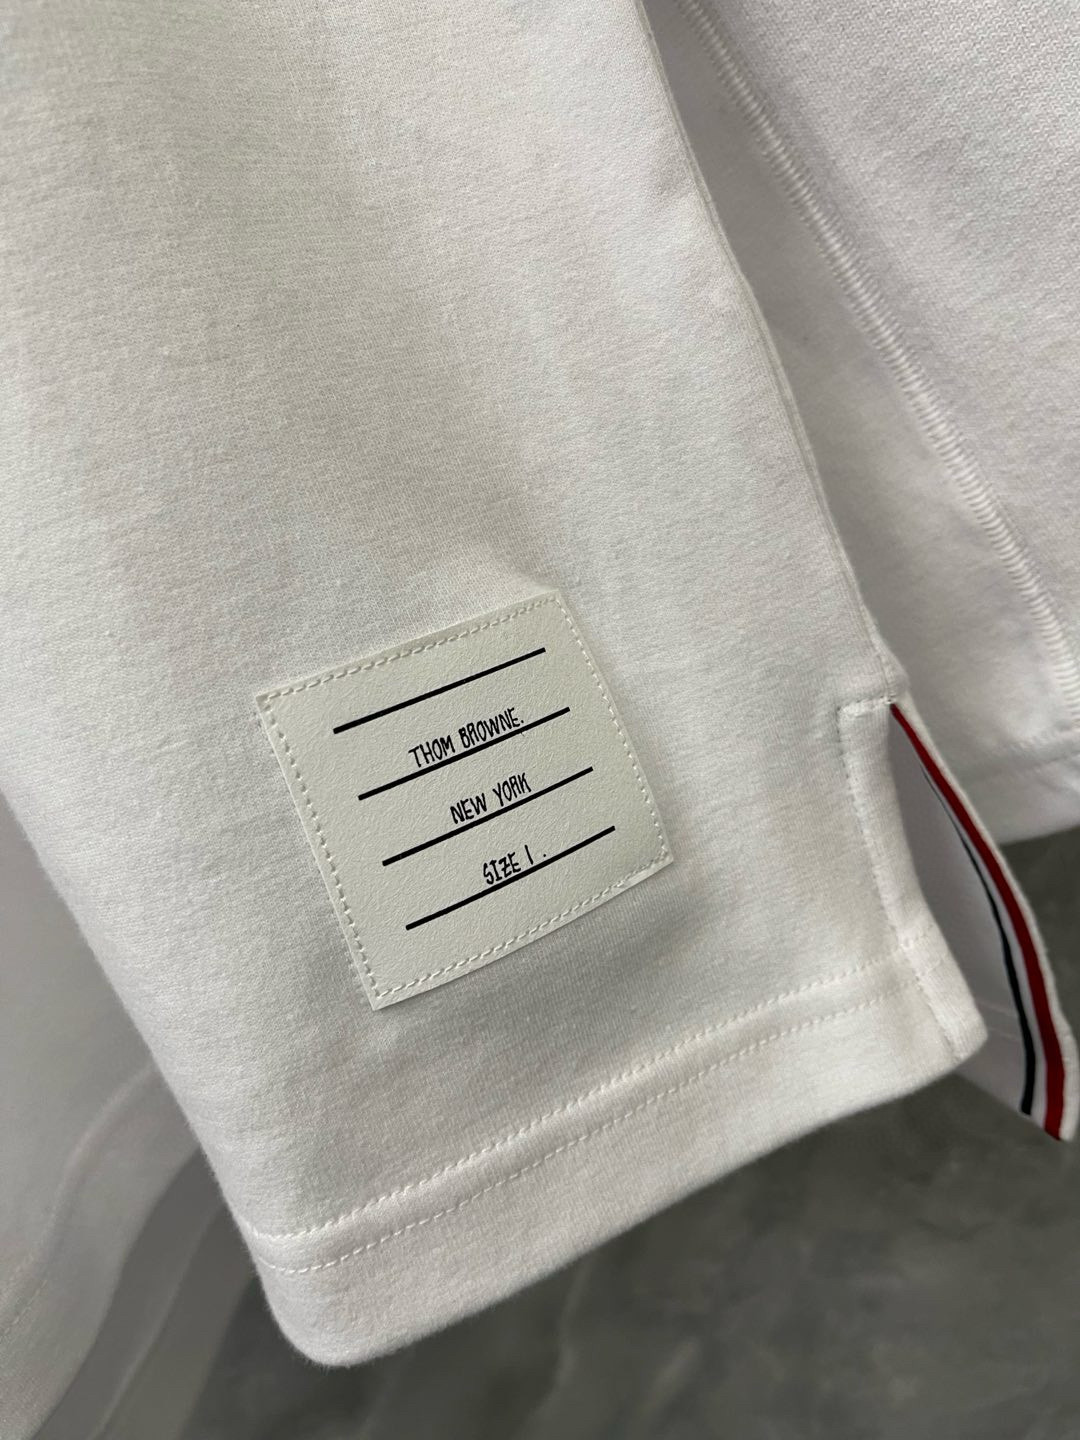 THOM BROWNE.
NEW YORK
SIZE 1 .